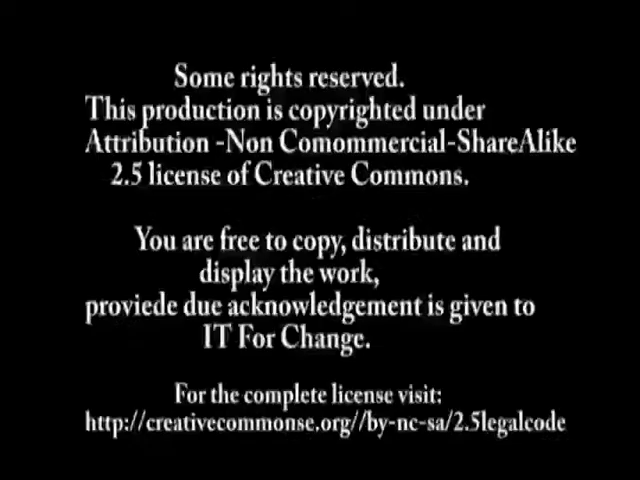 Some rights reserved.
This production is copyrighted under
Attribution -Non Comommercial-ShareAlike
2.5 license of Creative Commons.
You are free to copy, distribute and
display the work,
proviede due acknowledgement is given to
IT For Change.
For the complete license visit:
http://creativecommonse.org//by-nc-sa/2.5legalcode